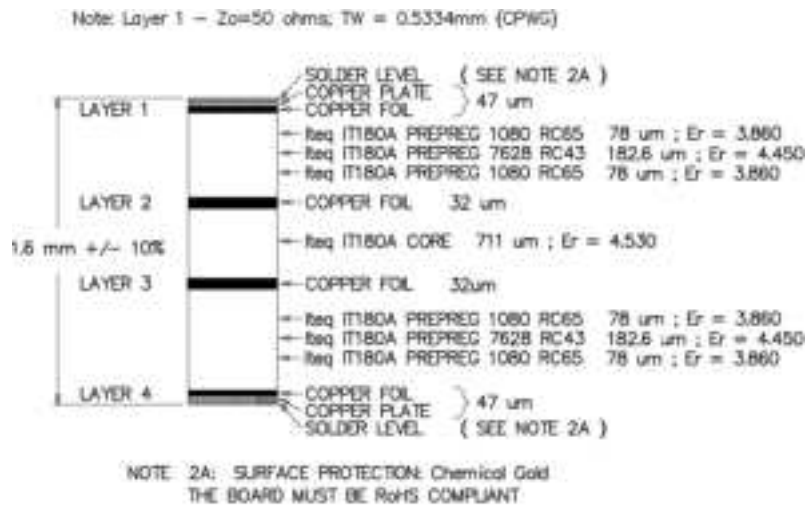 Note: Layer 1 – Zo=50 ohms; TW = 0.5334mm (CPWG)
SOLDER LEVEL ( SEE NOTE 2A )
COPPER PLATE
LAYER 1 COPPER FOIL } 47 um
Iteq IT180A PREPREG 1080 RC65 78 um ; Er = 3.860
Iteq IT180A PREPREG 7628 RC43 182.6 um ; Er = 4.450
Iteq IT180A PREPREG 1080 RC65 78 um ; Er = 3.860
LAYER 2 COPPER FOIL 32 um
1.6 mm +/- 10% Iteq IT180A CORE 711 um ; Er = 4.530
LAYER 3 COPPER FOIL 32um
Iteq IT180A PREPREG 1080 RC65 78 um ; Er = 3.860
Iteq IT180A PREPREG 7628 RC43 182.6 um ; Er = 4.450
Iteq IT180A PREPREG 1080 RC65 78 um ; Er = 3.860
LAYER 4 COPPER FOIL } 47 um
COPPER PLATE
SOLDER LEVEL ( SEE NOTE 2A )
NOTE 2A: SURFACE PROTECTION: Chemical Gold
THE BOARD MUST BE RoHS COMPLIANT